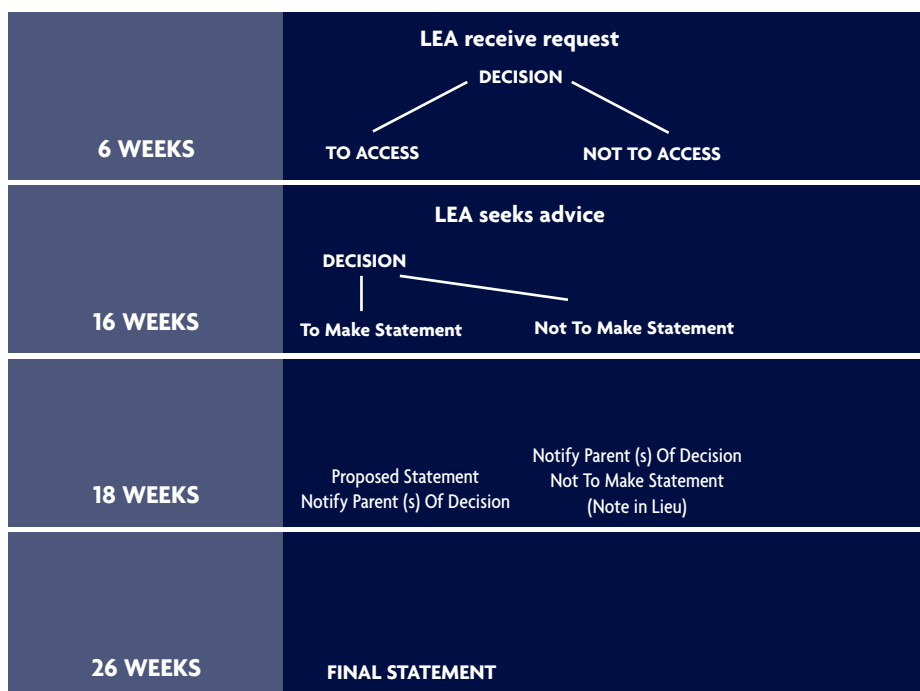 LEA receive request
DECISION
6 WEEKS
TO ACCESS
NOT TO ACCESS
LEA seeks advice
DECISION
16 WEEKS
To Make Statement
Not To Make Statement
18 WEEKS
Proposed Statement
Notify Parent (s) Of Decision
Notify Parent (s) Of Decision
Not To Make Statement
(Note in Lieu)
26 WEEKS
FINAL STATEMENT